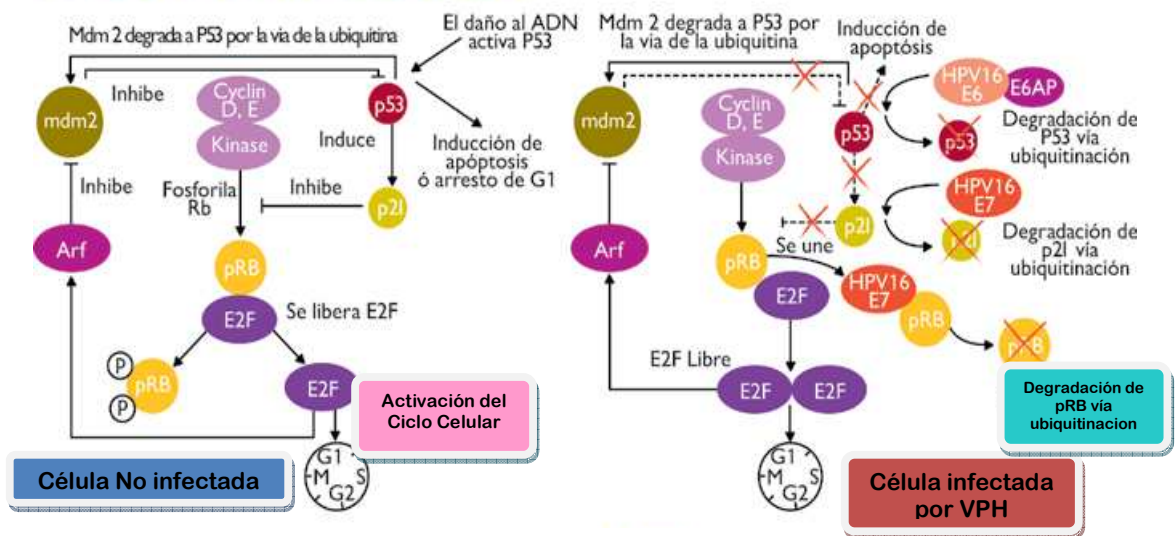 Mdm 2 degrada a P53 por la vía de la ubiquitina
El daño al ADN
activa P53
mdm2
Inhibe
Cyclin
D, E
Kinase
p53
Induce
Inducción de
apóptosis
ó arresto de G1
Inhibe
Fosforila
Rb
Inhibe
p21
Arf
pRB
E2F
Se libera E2F
P
P
pRB
E2F
Activación del
Ciclo Celular
G1
M
S
G2
Célula No infectada
Mdm 2 degrada a P53 por
la vía de la ubiquitina
Inducción de
apoptósis
HPV16
E6
E6AP
mdm2
Cyclin
D, E
Kinase
p53
p53
Degradación de
P53 vía
ubiquitinación
HPV16
E7
p21
p21
Degradación de
p21 vía
ubiquitinación
Arf
Se une
pRB
E2F
HPV16
E7
pRB
pRB
E2F Libre
E2F
E2F
Degradación de
pRB vía
ubiquitinacion
G1
M
S
G2
Célula infectada
por VPH